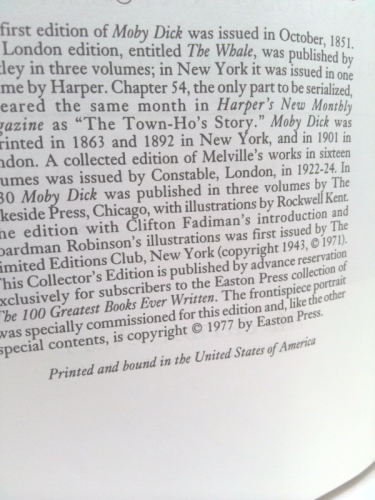 first edition of Moby Dick was issued in October, 1851.
London edition, entitled The Whale, was published by
ley in three volumes; in New York it was issued in one
me by Harper. Chapter 54, the only part to be serialized,
eared the same month in Harper's New Monthly
gazine as "The Town-Ho's Story." Moby Dick was
rinted in 1863 and 1892 in New York, and in 1901 in
ndon. A collected edition of Melville's works in sixteen
umes was issued by Constable, London, in 1922-24. In
30 Moby Dick was published in three volumes by The
keside Press, Chicago, with illustrations by Rockwell Kent.
he edition with Clifton Fadiman's introduction and
oardman Robinson's illustrations was first issued by The
imited Editions Club, New York (copyright 1943, © 1971).
This Collector's Edition is published by advance reservation
exclusively for subscribers to the Easton Press collection of
The 100 Greatest Books Ever Written. The frontispiece portrait
was specially commissioned for this edition and, like the other
special contents, is copyright © 1977 by Easton Press.
Printed and bound in the United States of America